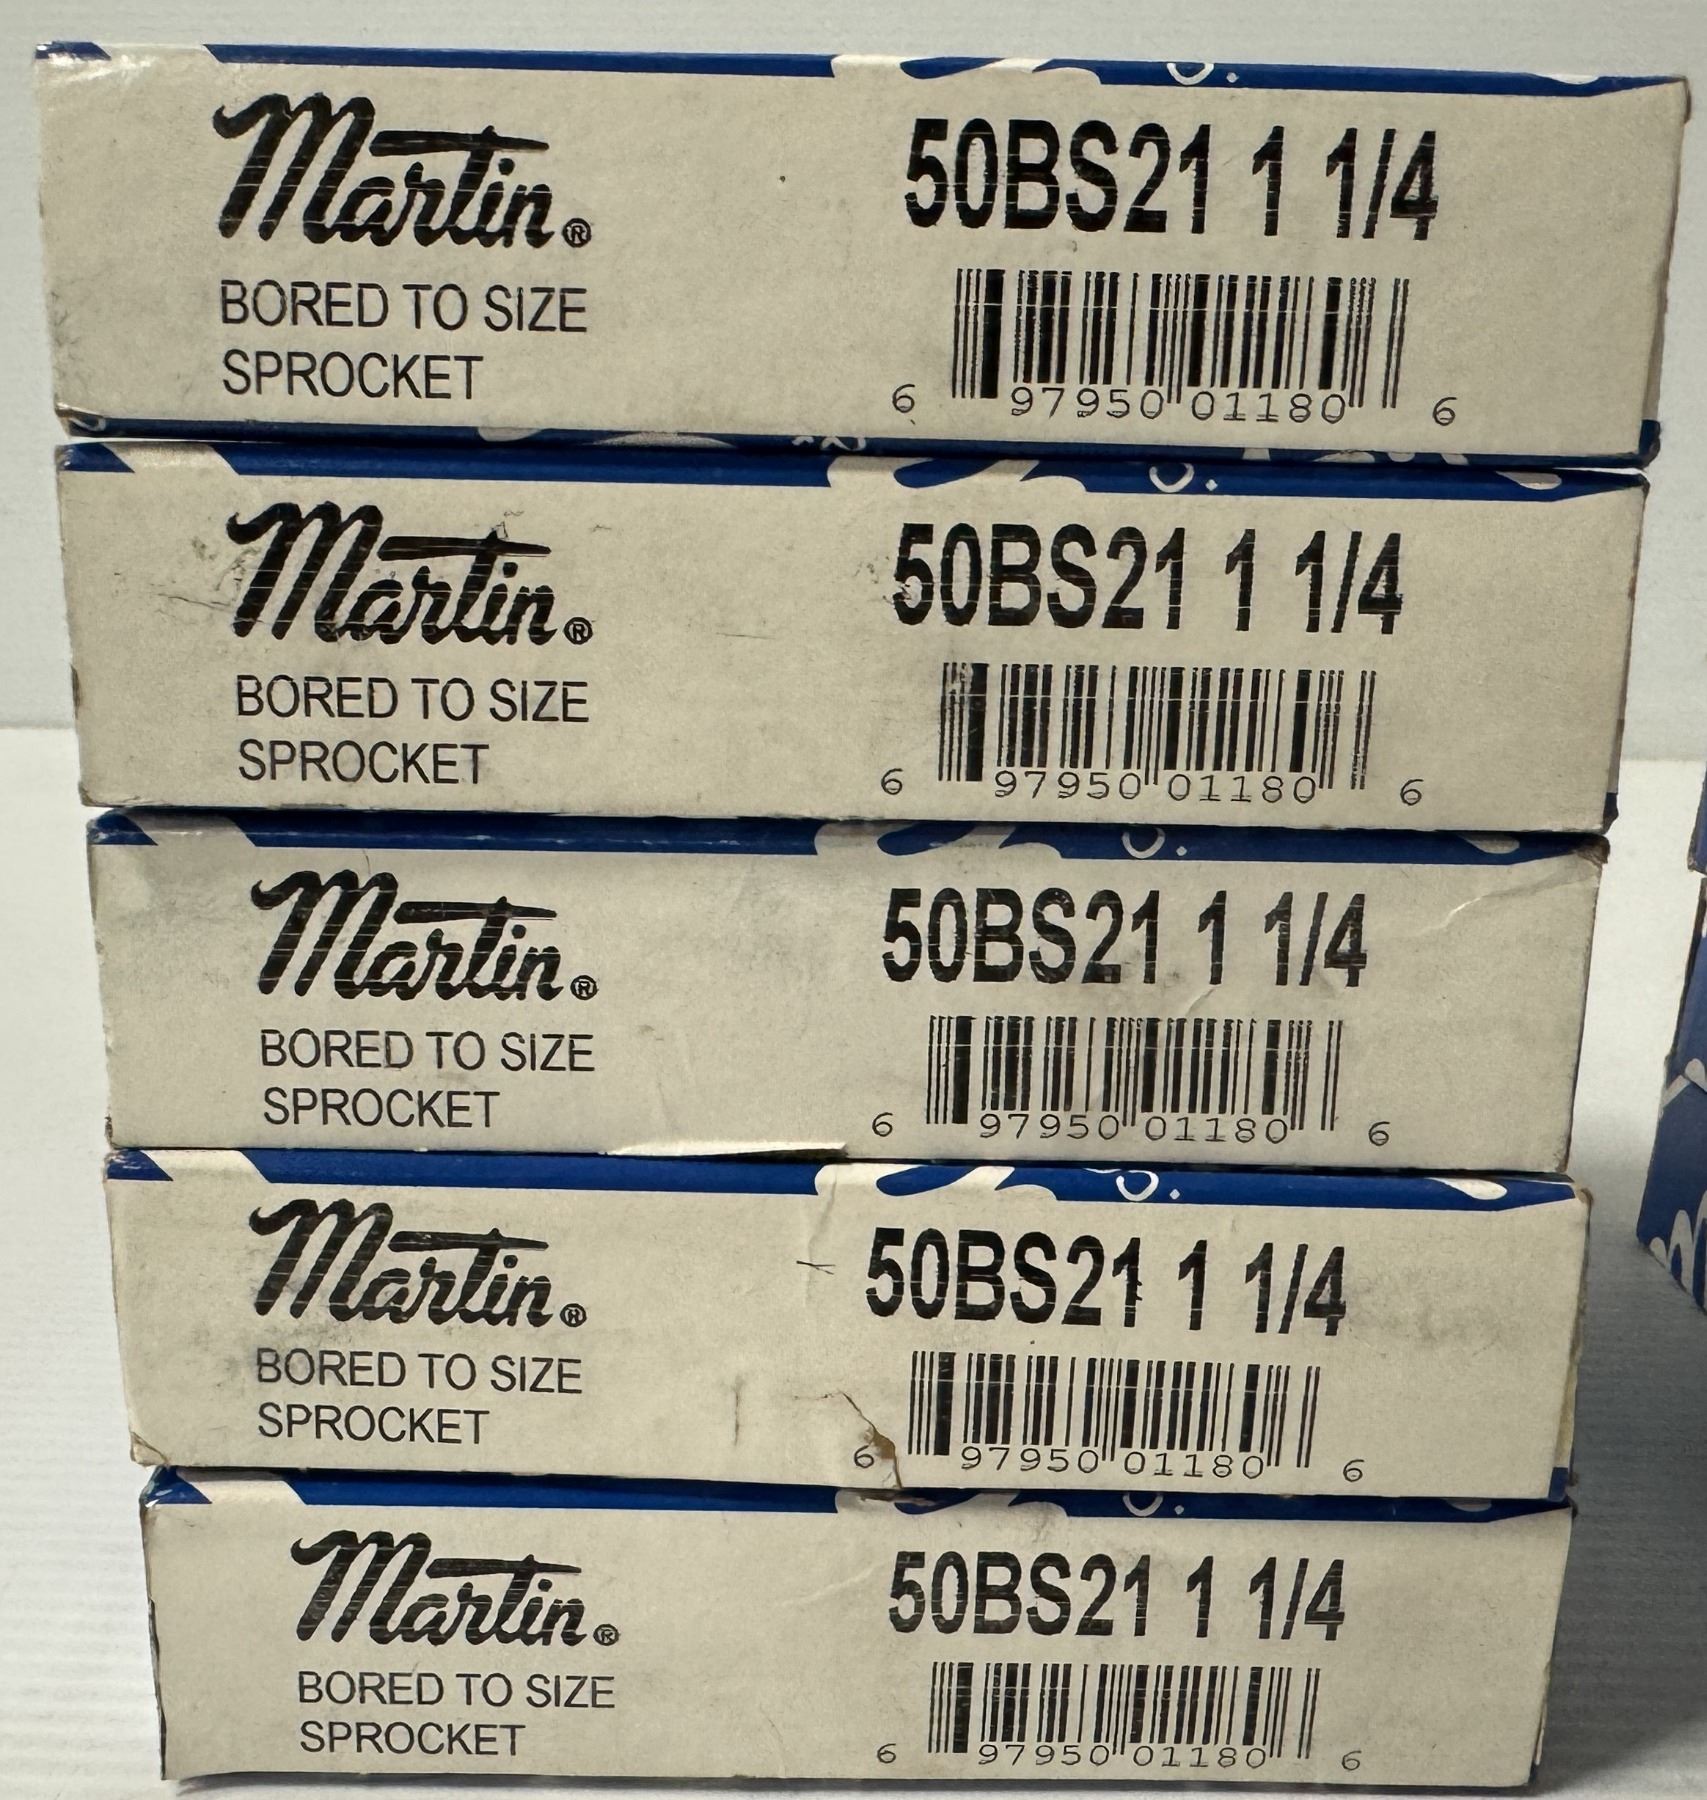 Martin®
BORED TO SIZE
SPROCKET
50BS21 1 1/4
6 97950 01180 6
Martin®
BORED TO SIZE
SPROCKET
50BS21 1 1/4
6 97950 01180 6
Martin®
BORED TO SIZE
SPROCKET
50BS21 1 1/4
6 97950 01180 6
Martin®
BORED TO SIZE
SPROCKET
50BS21 1 1/4
6 97950 01180 6
Martin®
BORED TO SIZE
SPROCKET
50BS21 1 1/4
6 97950 01180 6